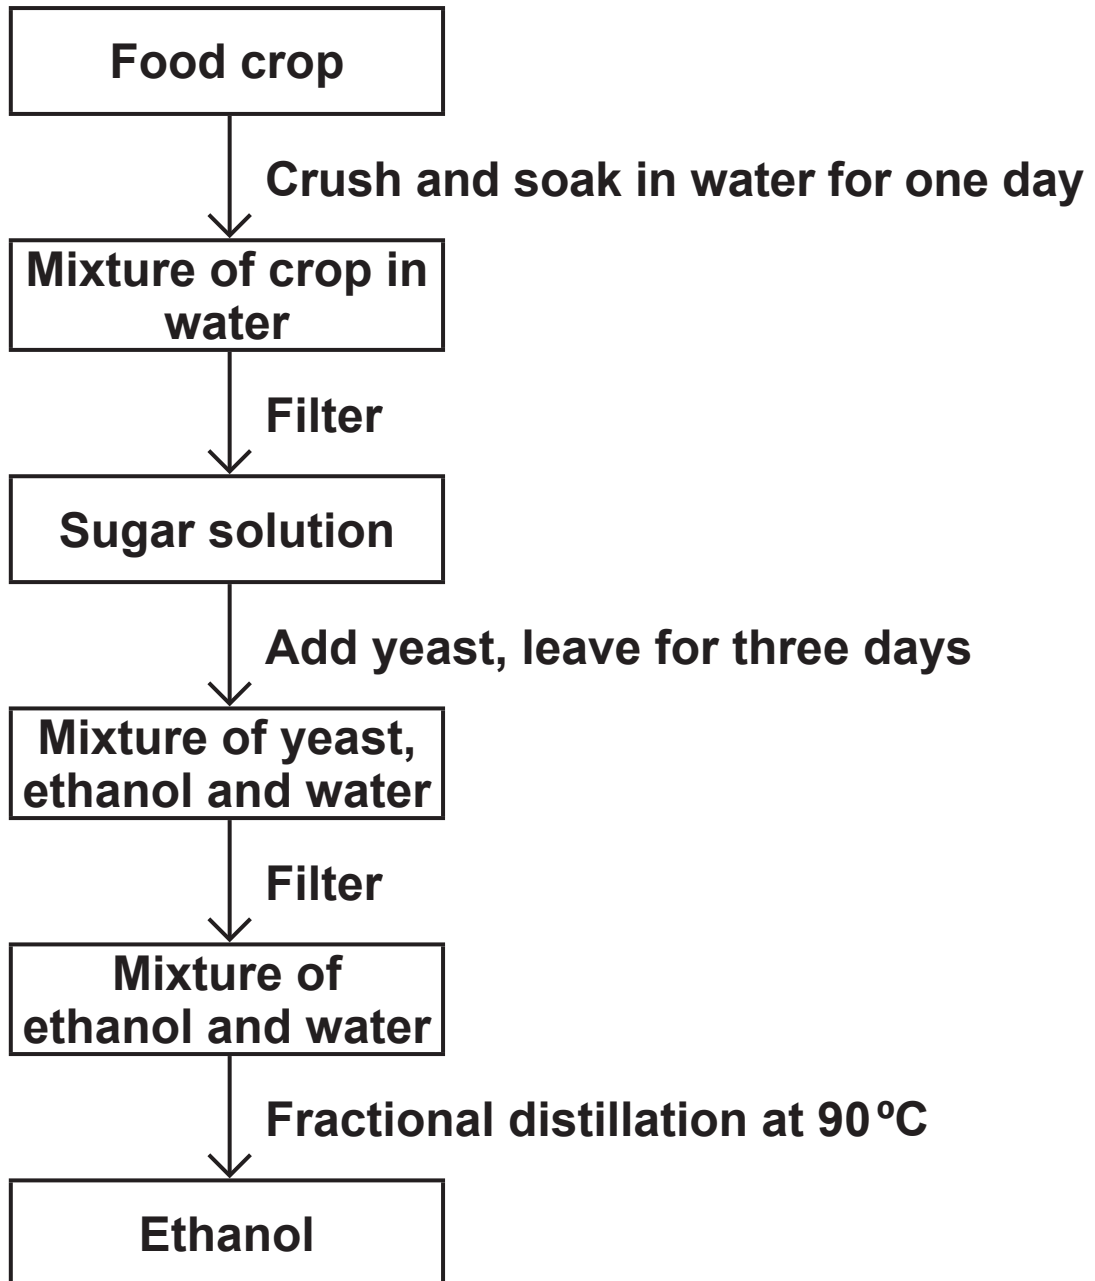 Food crop
Crush and soak in water for one day
Mixture of crop in
water
Filter
Sugar solution
Add yeast, leave for three days
Mixture of yeast,
ethanol and water
Filter
Mixture of
ethanol and water
Fractional distillation at 90 ºC
Ethanol